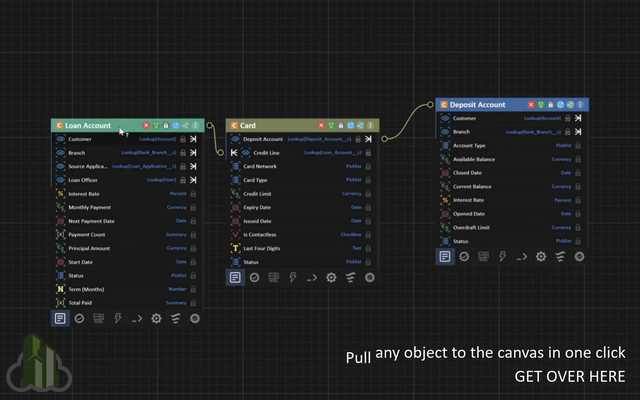 Loan Account
Customer Lookup(Account)
Branch Lookup(Bank_Branch__c)
Source Applica... Lookup(Loan_Application__c)
Loan Officer Lookup(User)
Interest Rate Percent
Monthly Payment Currency
Next Payment Date Date
Payment Count Summary
Principal Amount Currency
Start Date Date
Status Picklist
Term (Months) Number
Total Paid Summary
Card
Deposit Account Lookup(Deposit_Account__c)
Credit Line Lookup(Loan_Account__c)
Card Network Picklist
Card Type Picklist
Credit Limit Currency
Expiry Date Date
Issued Date Date
Is Contactless Checkbox
Last Four Digits Text
Status Picklist
Deposit Account
Customer Lookup(Account)
Branch Lookup(Bank_Branch__c)
Account Type Picklist
Available Balance Currency
Closed Date Date
Current Balance Currency
Interest Rate Percent
Opened Date Date
Overdraft Limit Currency
Status Picklist
Pull any object to the canvas in one click
GET OVER HERE